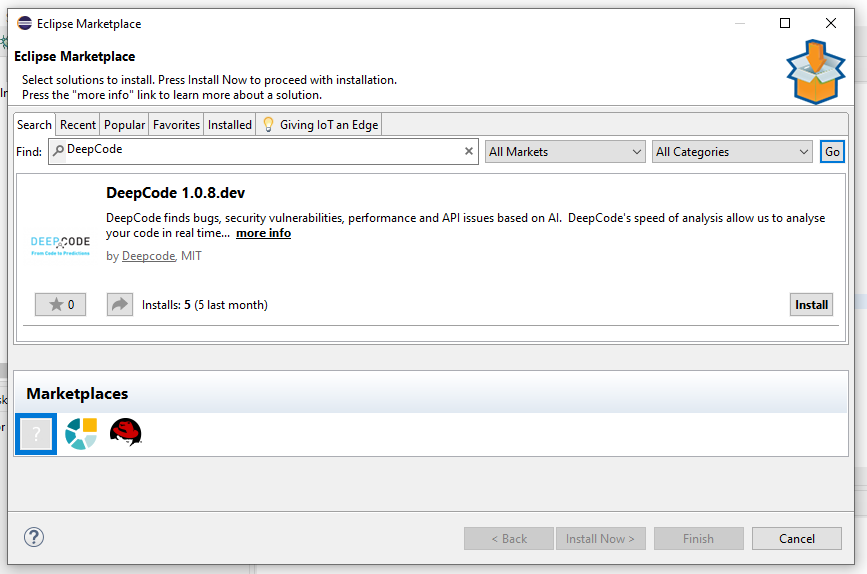 Eclipse Marketplace
Eclipse Marketplace
Select solutions to install. Press Install Now to proceed with installation.
Press the "more info" link to learn more about a solution.
Search Recent Popular Favorites Installed Giving IoT an Edge
Find: DeepCode All Markets All Categories Go
DeepCode 1.0.8.dev
DeepCode finds bugs, security vulnerabilities, performance and API issues based on AI. DeepCode's speed of analysis allow us to analyse
your code in real time... more info
DEEPCODE
From Code to Predictions
by Deepcode, MIT
0 Installs: 5 (5 last month) Install
Marketplaces
?
? < Back Install Now > Finish Cancel